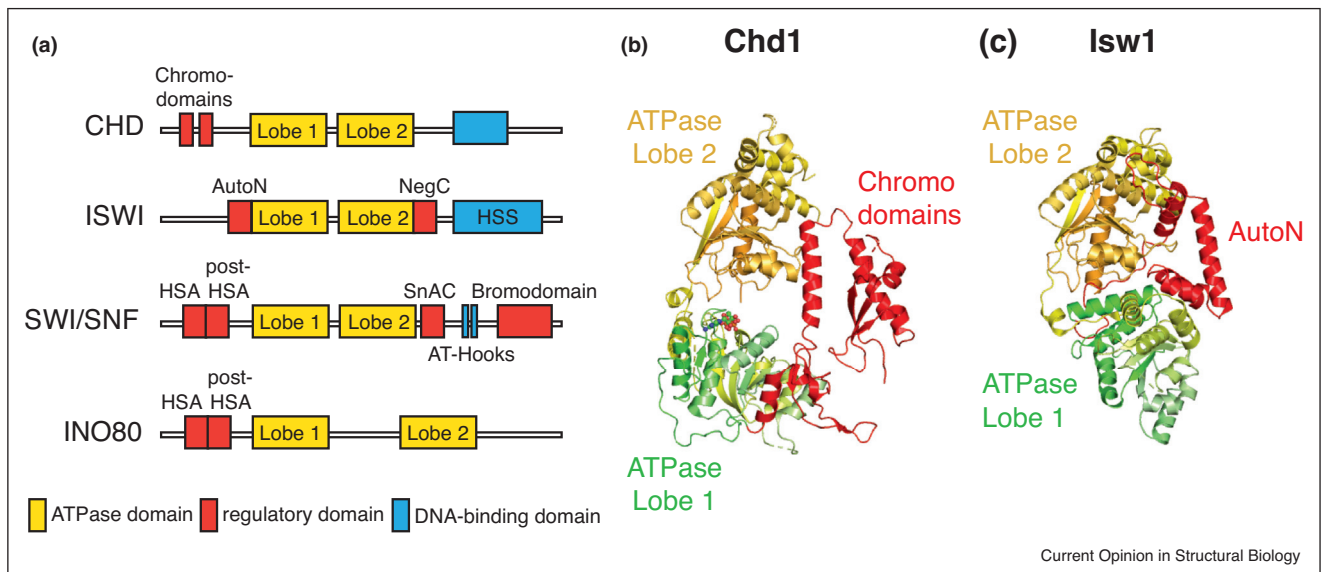 (a)
Chromo-
domains
CHD
Lobe 1
Lobe 2
AutoN
NegC
ISWI
Lobe 1
Lobe 2
HSS
HSA
post-
HSA
SnAC
Bromodomain
SWI/SNF
Lobe 1
Lobe 2
AT-Hooks
HSA
post-
HSA
INO80
Lobe 1
Lobe 2
ATPase domain
regulatory domain
DNA-binding domain
(b)
Chd1
ATPase
Lobe 2
Chromo
domains
ATPase
Lobe 1
(c)
Isw1
ATPase
Lobe 2
AutoN
ATPase
Lobe 1
Current Opinion in Structural Biology